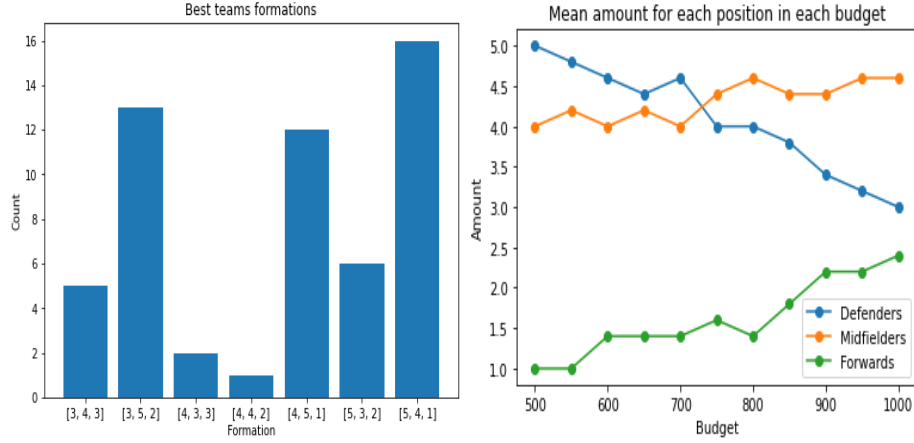 Best teams formations
Count
16
14
12
10
8
6
4
2
0
[3, 4, 3]
[3, 5, 2]
[4, 3, 3]
[4, 4, 2]
[4, 5, 1]
[5, 3, 2]
[5, 4, 1]
Formation
Mean amount for each position in each budget
Amount
5.0
4.5
4.0
3.5
3.0
2.5
2.0
1.5
1.0
Defenders
Midfielders
Forwards
500
600
700
800
900
1000
Budget